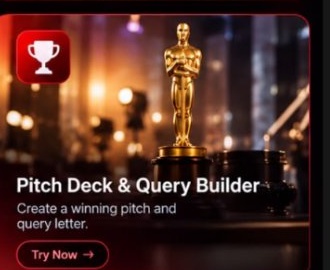 Pitch Deck & Query Builder
Create a winning pitch and
query letter.
Try Now →